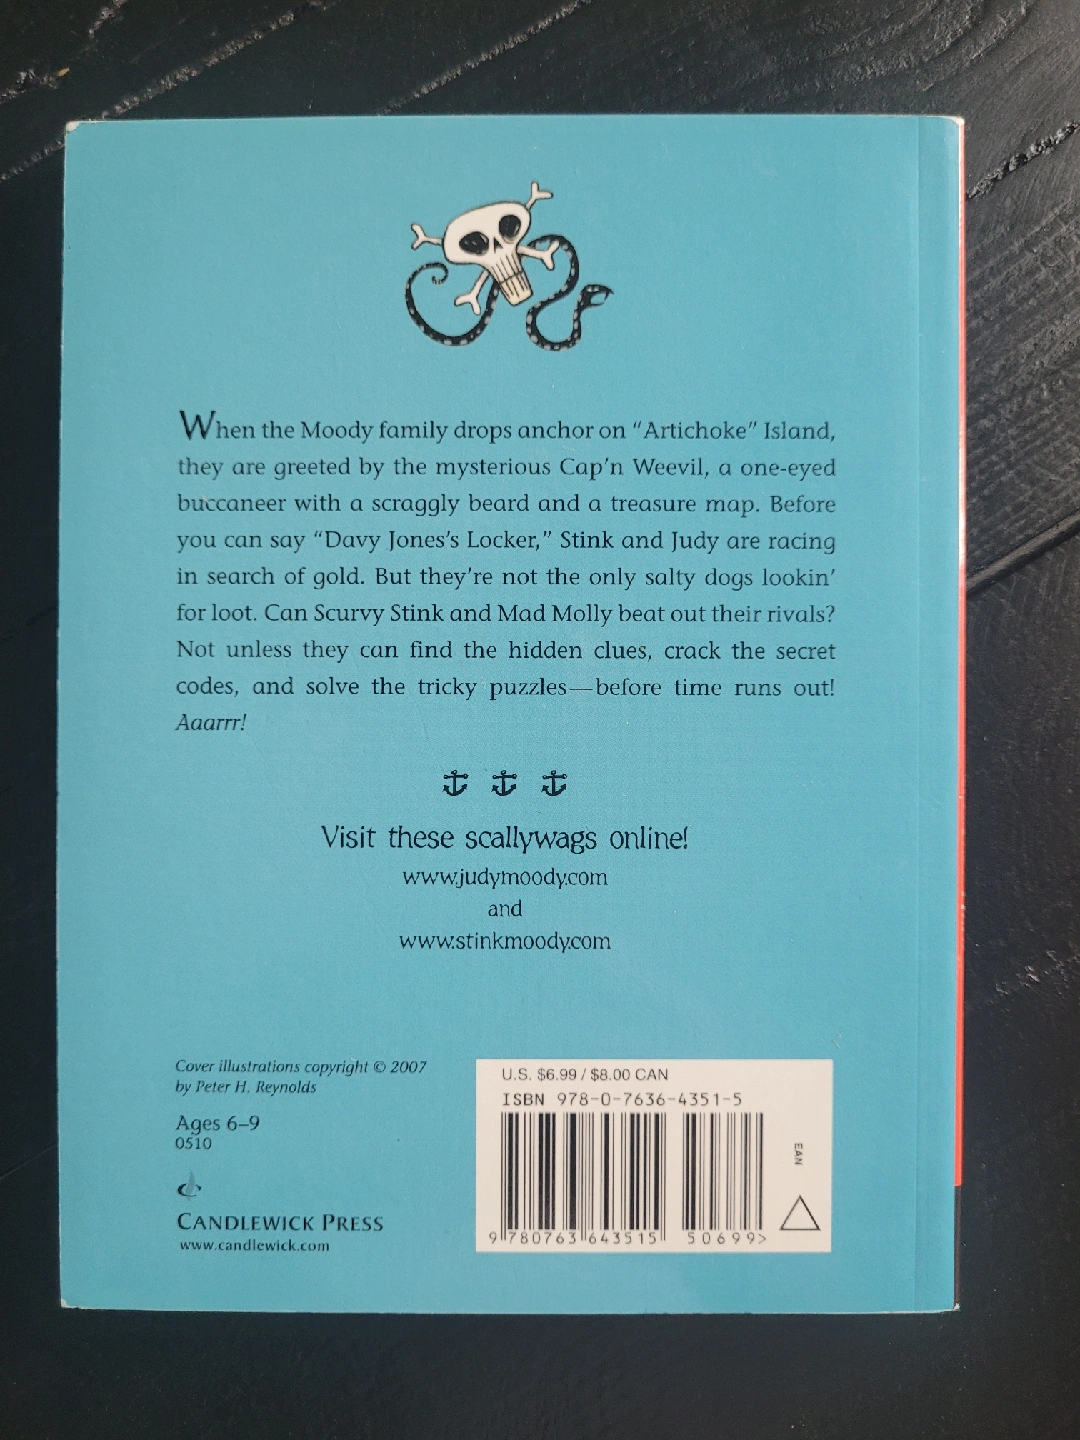 When the Moody family drops anchor on “Artichoke” Island,
they are greeted by the mysterious Cap’n Weevil, a one-eyed
buccaneer with a scraggly beard and a treasure map. Before
you can say “Davy Jones’s Locker,” Stink and Judy are racing
in search of gold. But they’re not the only salty dogs lookin’
for loot. Can Scurvy Stink and Mad Molly beat out their rivals?
Not unless they can find the hidden clues, crack the secret
codes, and solve the tricky puzzles—before time runs out!
Aaarrr!
Visit these scallywags online!
www.judymoody.com
and
www.stinkmoody.com
Cover illustrations copyright © 2007
by Peter H. Reynolds
Ages 6–9
0510
CANDLEWICK PRESS
www.candlewick.com
U.S. $6.99 / $8.00 CAN
ISBN 978-0-7636-4351-5
EAN
9 780763 643515 50699>